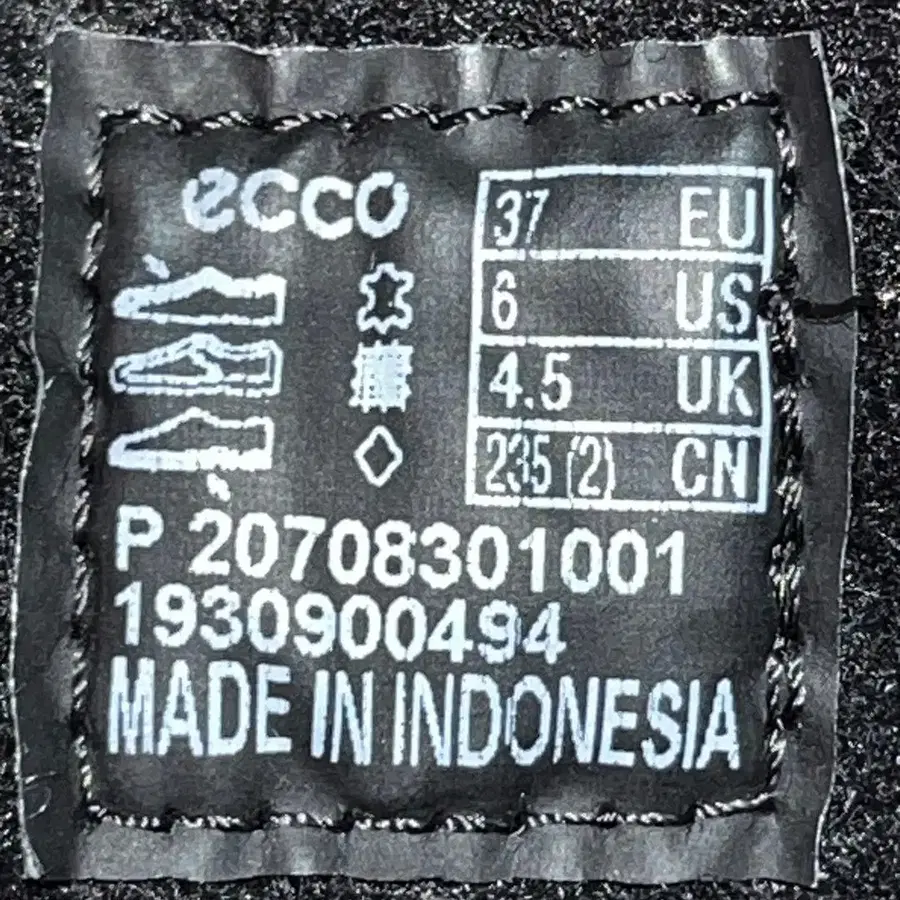 ecco
37 EU
6 US
4.5 UK
235 (2) CN
P 20708301001
1930900494
MADE IN INDONESIA